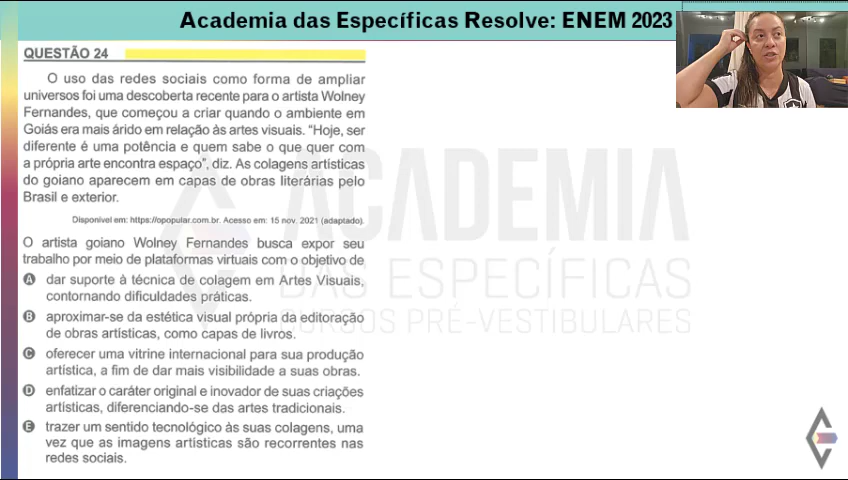 Academia das Específicas Resolve: ENEM 2023
QUESTÃO 24
O uso das redes sociais como forma de ampliar
universos foi uma descoberta recente para o artista Wolney
Fernandes, que começou a criar quando o ambiente em
Goiás era mais árido em relação às artes visuais. “Hoje, ser
diferente é uma potência e quem sabe o que quer com
a própria arte encontra espaço”, diz. As colagens artísticas
do goiano aparecem em capas de obras literárias pelo
Brasil e exterior.
Disponível em: https://opopular.com.br. Acesso em: 15 nov. 2021 (adaptado).
O artista goiano Wolney Fernandes busca expor seu
trabalho por meio de plataformas virtuais com o objetivo de
A dar suporte à técnica de colagem em Artes Visuais,
contornando dificuldades práticas.
B aproximar-se da estética visual própria da editoração
de obras artísticas, como capas de livros.
C oferecer uma vitrine internacional para sua produção
artística, a fim de dar mais visibilidade a suas obras.
D enfatizar o caráter original e inovador de suas criações
artísticas, diferenciando-se das artes tradicionais.
E trazer um sentido tecnológico às suas colagens, uma
vez que as imagens artísticas são recorrentes nas
redes sociais.
ACADEMIA
DAS ESPECÍFICAS
CURSOS PRÉ-VESTIBULARES